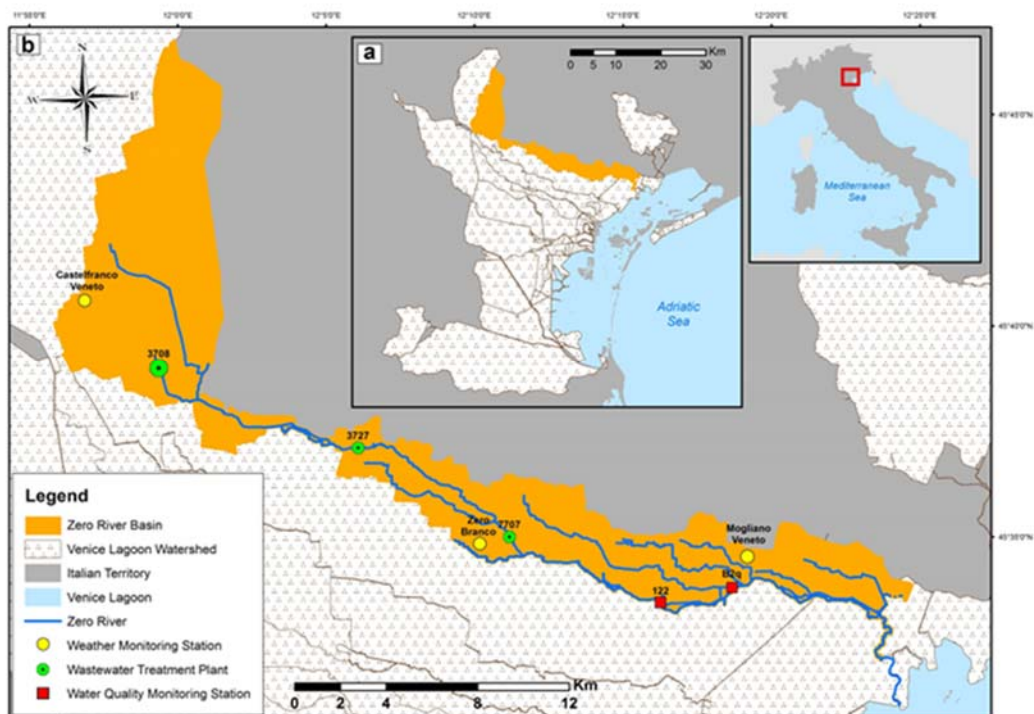 11°55'0"E 12°0'0"E 12°5'0"E 12°10'0"E 12°15'0"E 12°20'0"E 12°25'0"E
b
N
W E
S
a
Km
0 5 10 20 30
Adriatic
Sea
Mediterranean
Sea
45°45'0"N
45°40'0"N
45°35'0"N
Castelfranco
Veneto
3708
3727
Zero
Branco
7707
Mogliano
Veneto
122
B2q
Legend
Zero River Basin
Venice Lagoon Watershed
Italian Territory
Venice Lagoon
Zero River
Weather Monitoring Station
Wastewater Treatment Plant
Water Quality Monitoring Station
Km
0 2 4 8 12